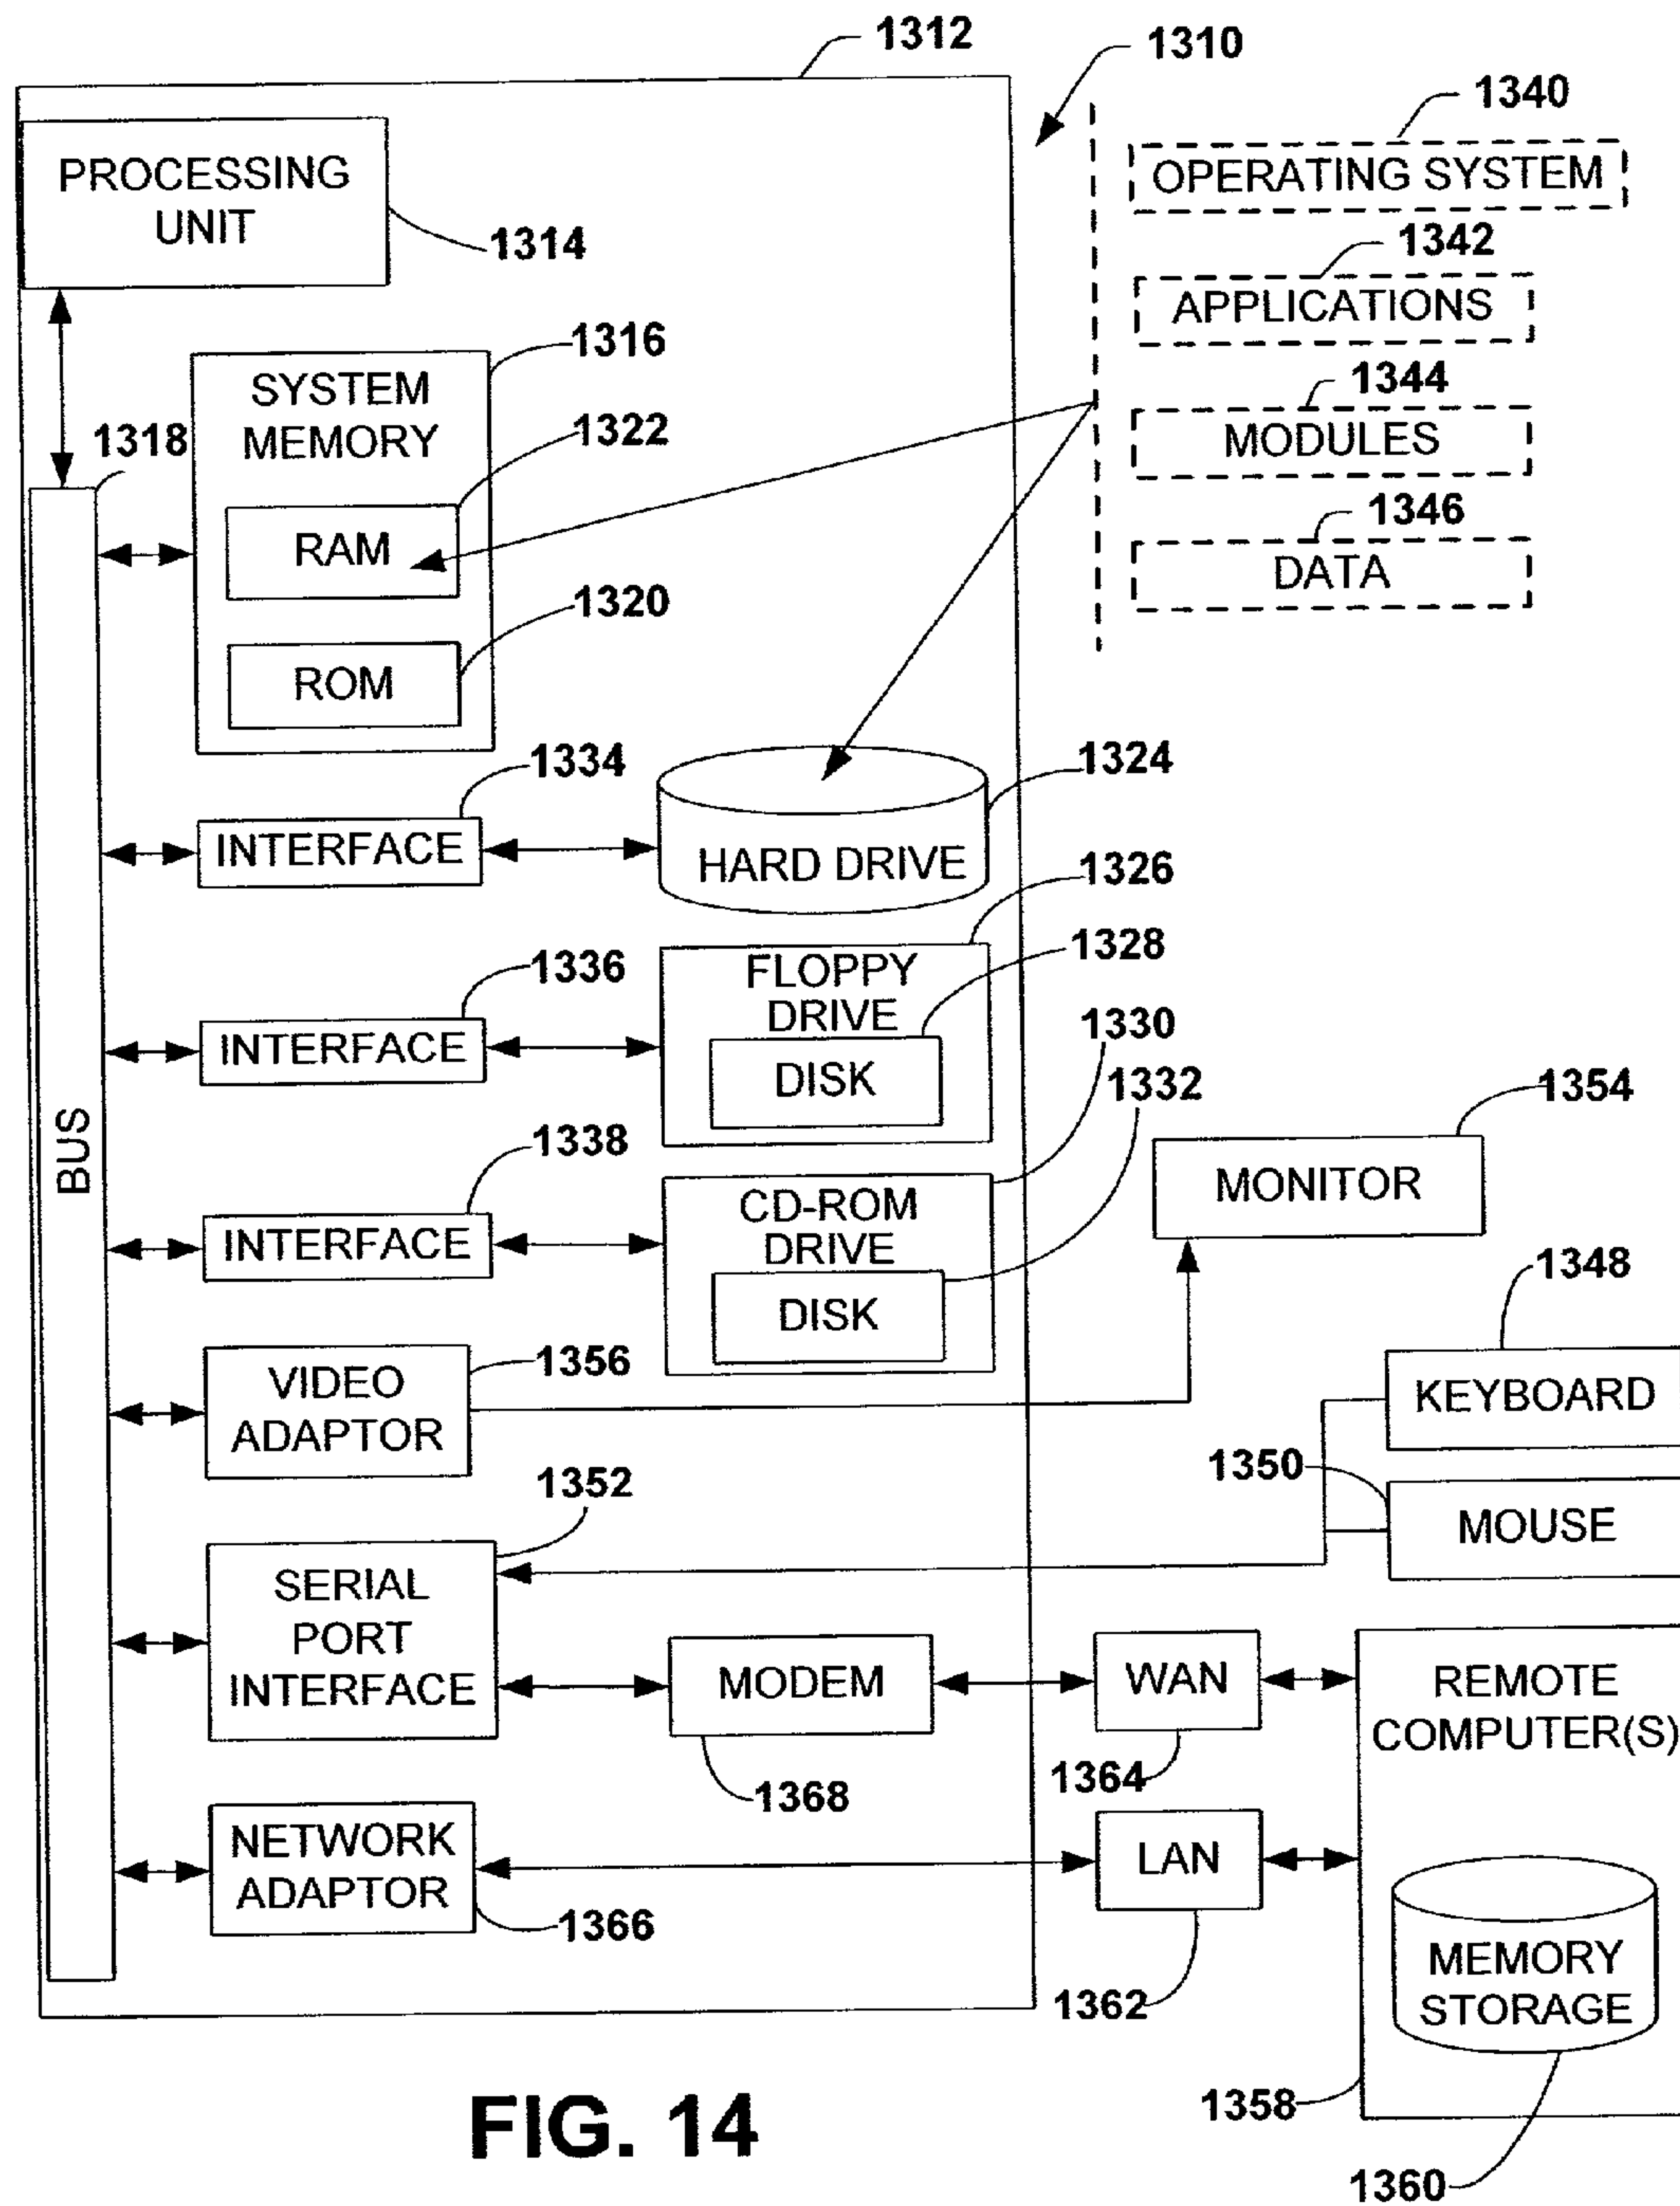 1312
1310
1340
PROCESSING
UNIT
1314
OPERATING SYSTEM
1342
APPLICATIONS
1316
SYSTEM
MEMORY
1344
MODULES
1318
1322
RAM
1346
DATA
1320
ROM
1334
INTERFACE
1324
HARD DRIVE
1326
1336
INTERFACE
FLOPPY
DRIVE
1328
DISK
1330
1332
1354
MONITOR
BUS
1338
INTERFACE
CD-ROM
DRIVE
DISK
1348
KEYBOARD
1356
VIDEO
ADAPTOR
1350
MOUSE
1352
SERIAL
PORT
INTERFACE
MODEM
1368
WAN
1364
REMOTE
COMPUTER(S)
NETWORK
ADAPTOR
1366
LAN
1362
MEMORY
STORAGE
1358
1360
FIG. 14